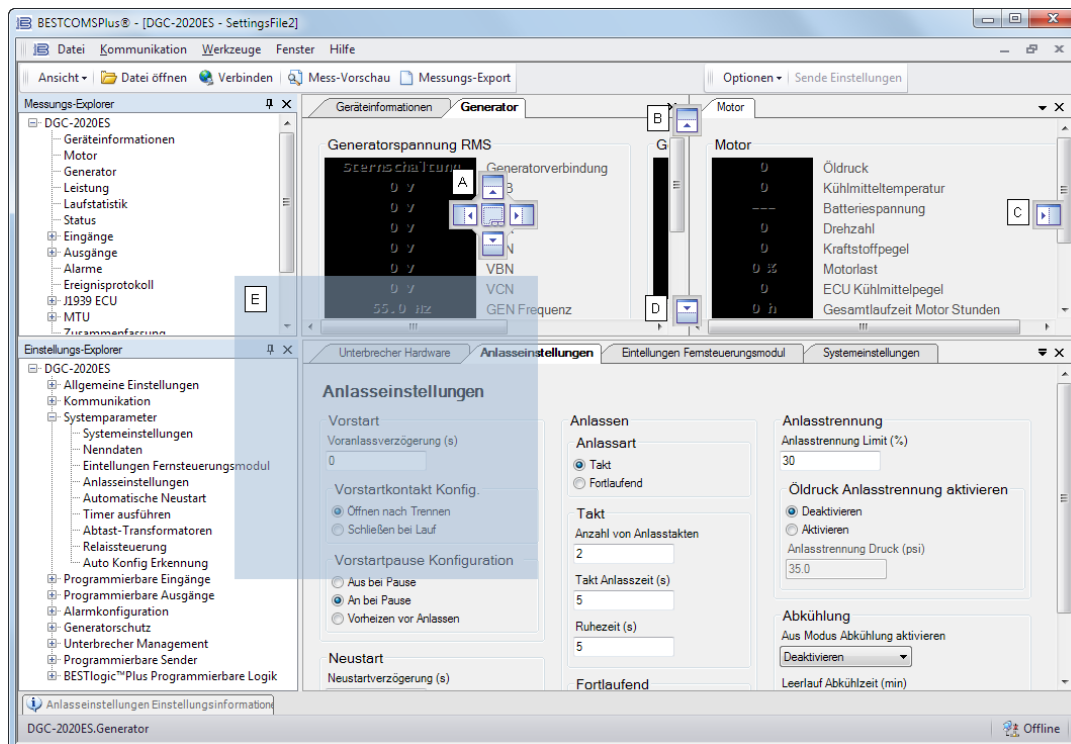 BESTCOMSPlus® - [DGC-2020ES - SettingsFile2]
Datei Kommunikation Werkzeuge Fenster Hilfe
Ansicht Datei öffnen Verbinden Mess-Vorschau Messungs-Export
Optionen Sende Einstellungen
Messungs-Explorer
DGC-2020ES
Geräteinformationen
Motor
Generator
Leistung
Laufstatistik
Status
Eingänge
Ausgänge
Alarme
Ereignisprotokoll
J1939 ECU
MTU
Zusammenfassung
Geräteinformationen Generator
Generatorspannung RMS
Sternschaltung Generatorverbindung
0 V
0 V
0 V
0 V
0 V VBN
0 V VCN
55.0 Hz GEN Frequenz
A
B
C
D
E
Motor
Motor
0 Öldruck
0 Kühlmitteltemperatur
--- Batteriespannung
0 Drehzahl
0 Kraftstoffpegel
0 % Motorlast
0 ECU Kühlmittelpegel
0 h Gesamtlaufzeit Motor Stunden
Einstellungs-Explorer
DGC-2020ES
Allgemeine Einstellungen
Kommunikation
Systemparameter
Systemeinstellungen
Nenndaten
Eintellungen Fernsteuerungsmodul
Anlasseinstellungen
Automatische Neustart
Timer ausführen
Abtast-Transformatoren
Relaissteuerung
Auto Konfig Erkennung
Programmierbare Eingänge
Programmierbare Ausgänge
Alarmkonfiguration
Generatorschutz
Unterbrecher Management
Programmierbare Sender
BESTlogic™Plus Programmierbare Logik
Unterbrecher Hardware Anlasseinstellungen Eintellungen Fernsteuerungsmodul Systemeinstellungen
Anlasseinstellungen
Vorstart
Voranlassverzögerung (s)
0
Vorstartkontakt Konfig.
Öffnen nach Trennen
Schließen bei Lauf
Vorstartpause Konfiguration
Aus bei Pause
An bei Pause
Vorheizen vor Anlassen
Neustart
Neustartverzögerung (s)
Anlassen
Anlassart
Takt
Fortlaufend
Takt
Anzahl von Anlasstakten
2
Takt Anlasszeit (s)
5
Ruhezeit (s)
5
Fortlaufend
Anlasstrennung
Anlasstrennung Limit (%)
30
Öldruck Anlasstrennung aktivieren
Deaktivieren
Aktivieren
Anlasstrennung Druck (psi)
35.0
Abkühlung
Aus Modus Abkühlung aktivieren
Deaktivieren
Leerlauf Abkühlzeit (min)
Anlasseinstellungen Einstellungsinformationen
DGC-2020ES.Generator
Offline